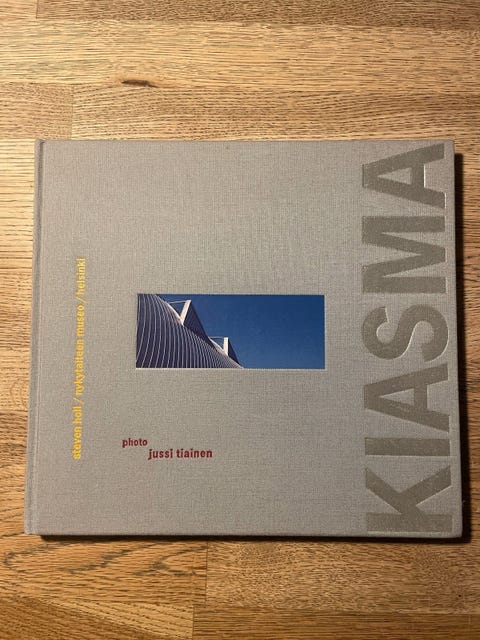 KIASMA
steven holl / nykytaiteen museo / helsinki
photo
jussi tiainen